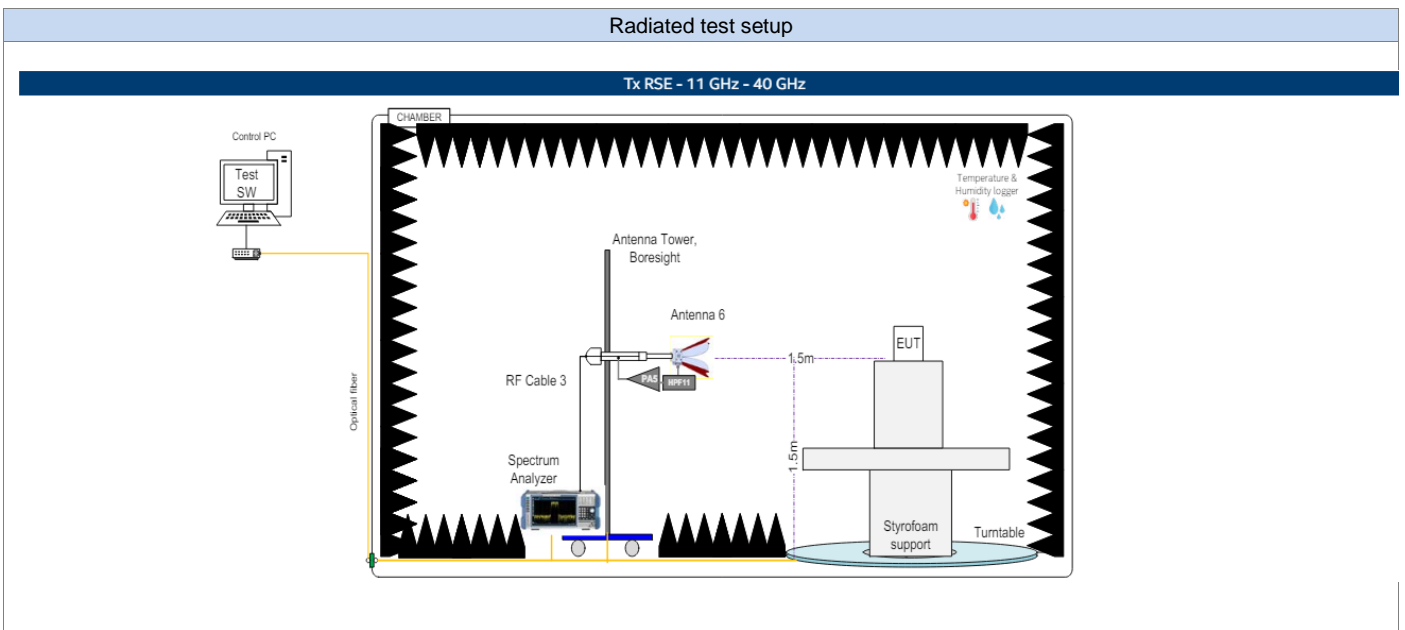 Radiated test setup
Tx RSE - 11 GHz - 40 GHz
CHAMBER
Control PC
Test
SW
Temperature &
Humidity logger
Antenna Tower,
Boresight
Antenna 6
EUT
1.5m
PA5
HPF11
RF Cable 3
Optical fiber
1.5m
Spectrum
Analyzer
Styrofoam
support
Turntable